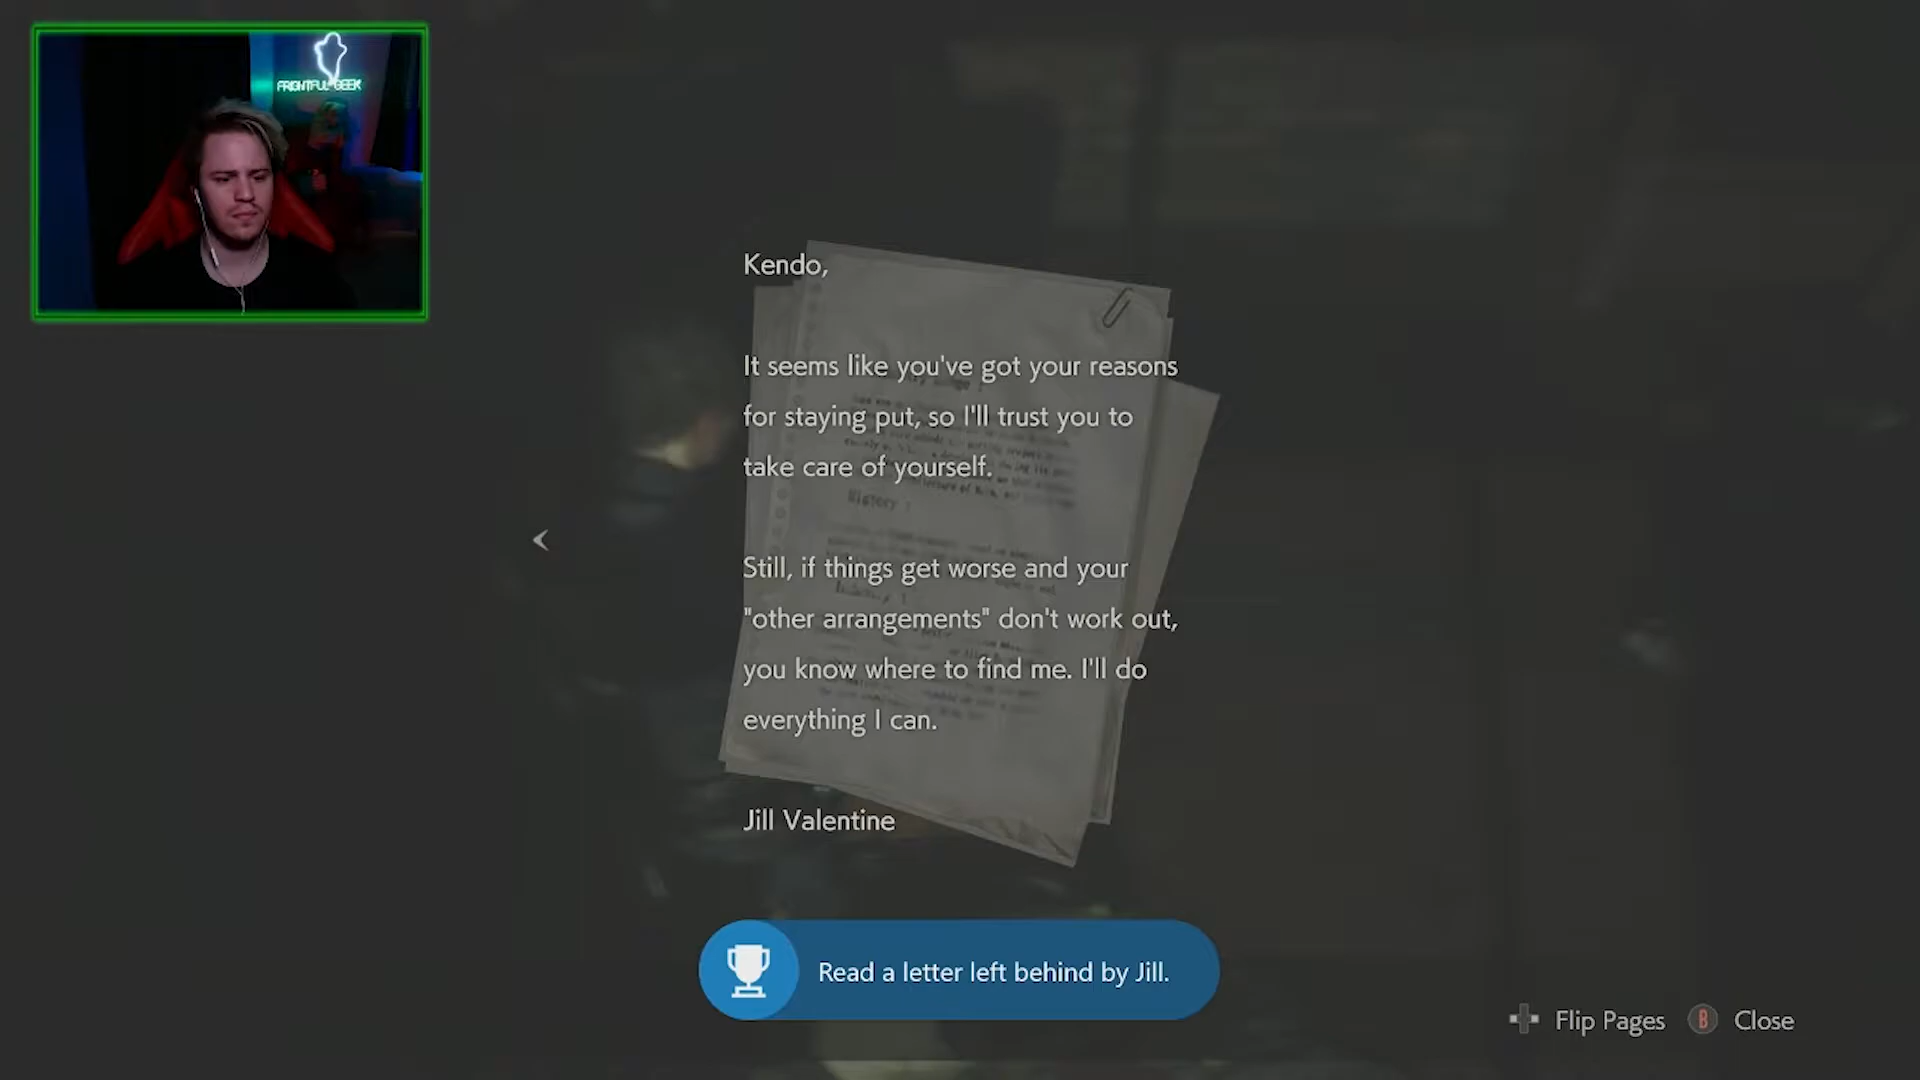 FRIGHTFUL GEEK
Kendo,
It seems like you've got your reasons
for staying put, so I'll trust you to
take care of yourself.
Still, if things get worse and your
"other arrangements" don't work out,
you know where to find me. I'll do
everything I can.
Jill Valentine
Read a letter left behind by Jill.
Flip Pages B Close
History :